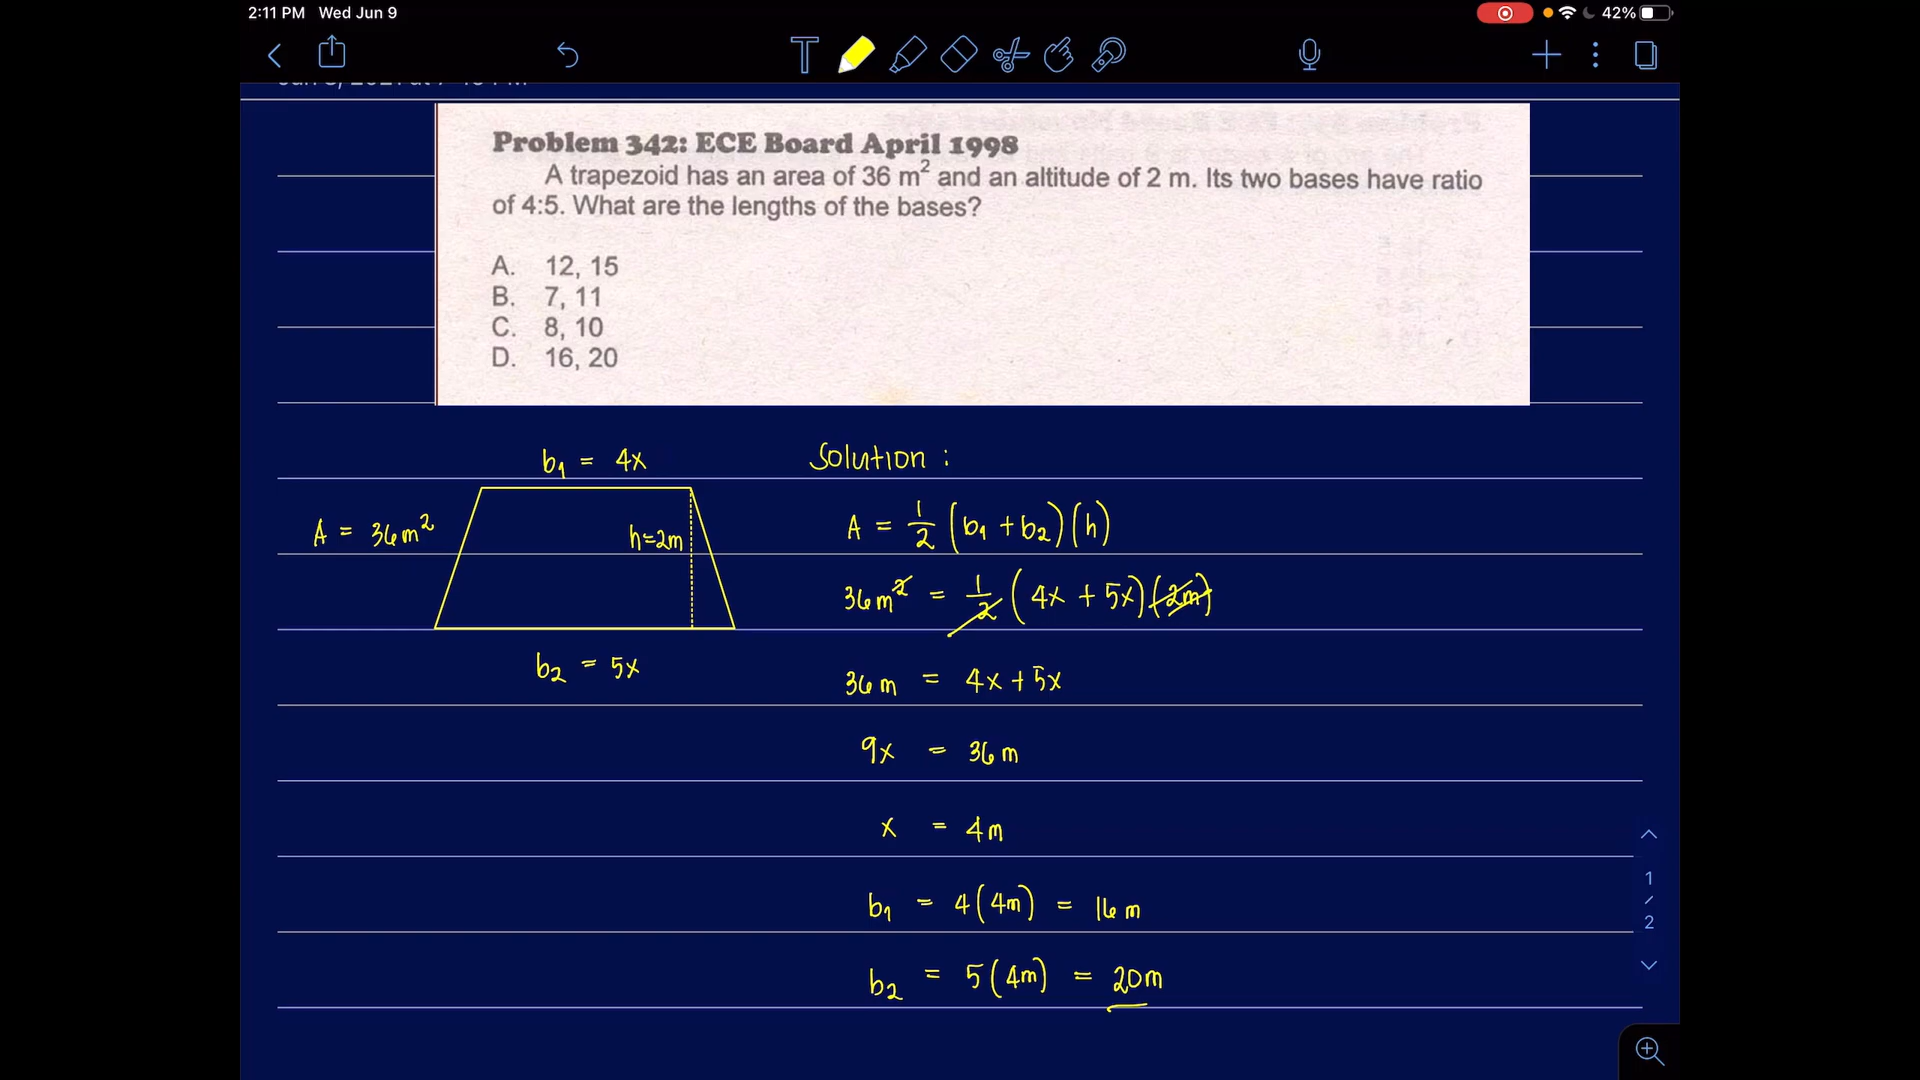 2:11 PM Wed Jun 9
42%
Problem 342: ECE Board April 1998
A trapezoid has an area of 36 m² and an altitude of 2 m. Its two bases have ratio
of 4:5. What are the lengths of the bases?
A. 12, 15
B. 7, 11
C. 8, 10
D. 16, 20
b₁ = 4x
A = 36m²
h=2m
b₂ = 5x
Solution :
A = 1/2 (b₁ + b₂)(h)
36m² = 1/2 (4x + 5x)(2m)
36m = 4x + 5x
9x = 36m
x = 4m
b₁ = 4(4m) = 16m
b₂ = 5(4m) = 20m
1
/
2